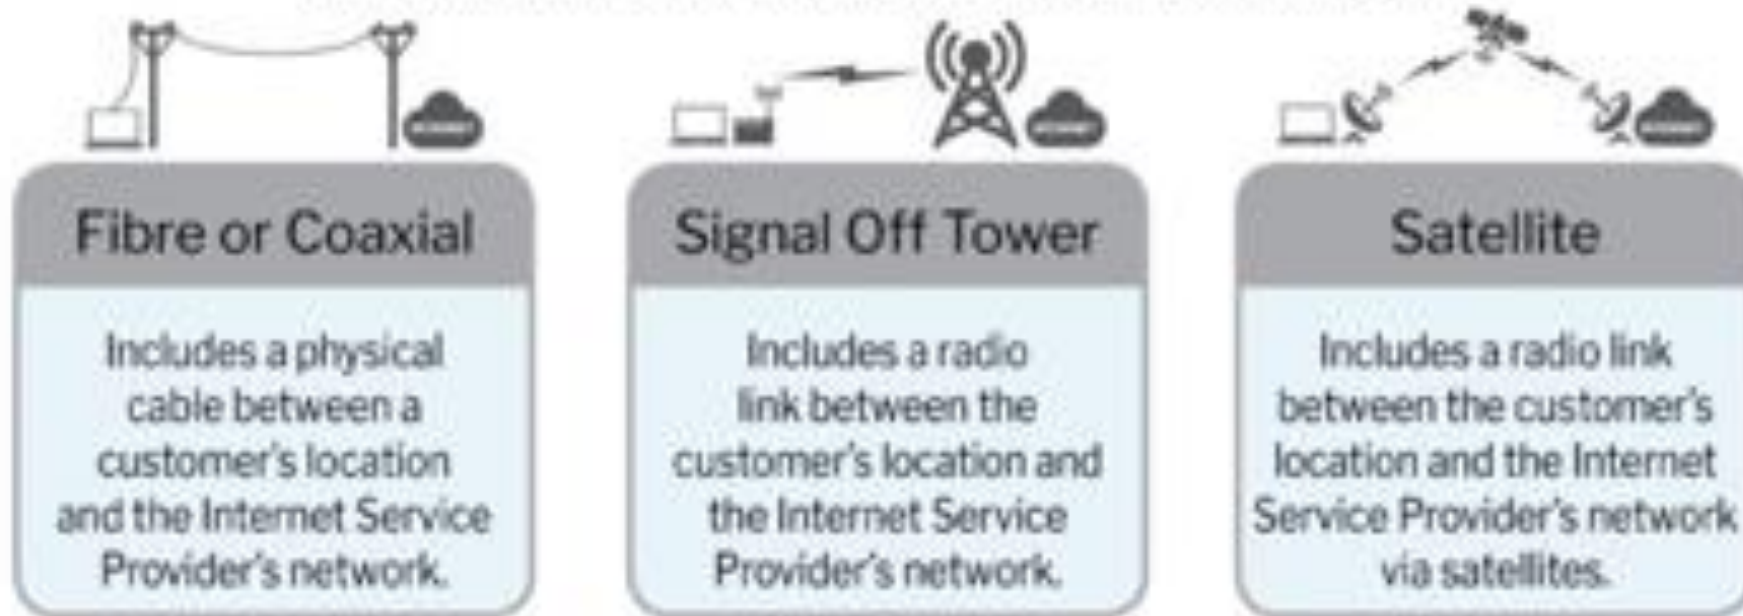 Fibre or Coaxial
Includes a physical
cable between a
customer's location
and the Internet Service
Provider's network.
Signal Off Tower
Includes a radio
link between the
customer's location and
the Internet Service
Provider's network.
Satellite
Includes a radio link
between the customer's
location and the Internet
Service Provider's network
via satellites.